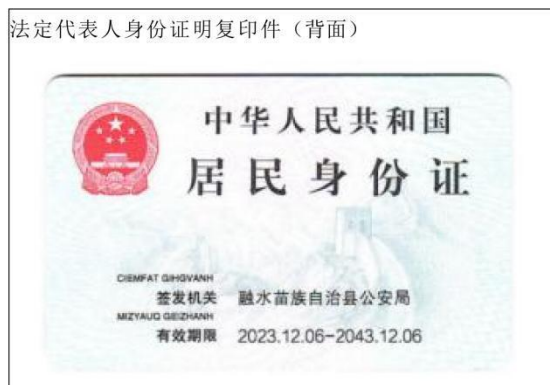 法定代表人身份证明复印件（背面）
中华人民共和国
居民身份证
CIEMFAT GIHGVANH
签发机关 融水苗族自治县公安局
MIZYAUQ GEIZHANH
有效期限 2023.12.06-2043.12.06